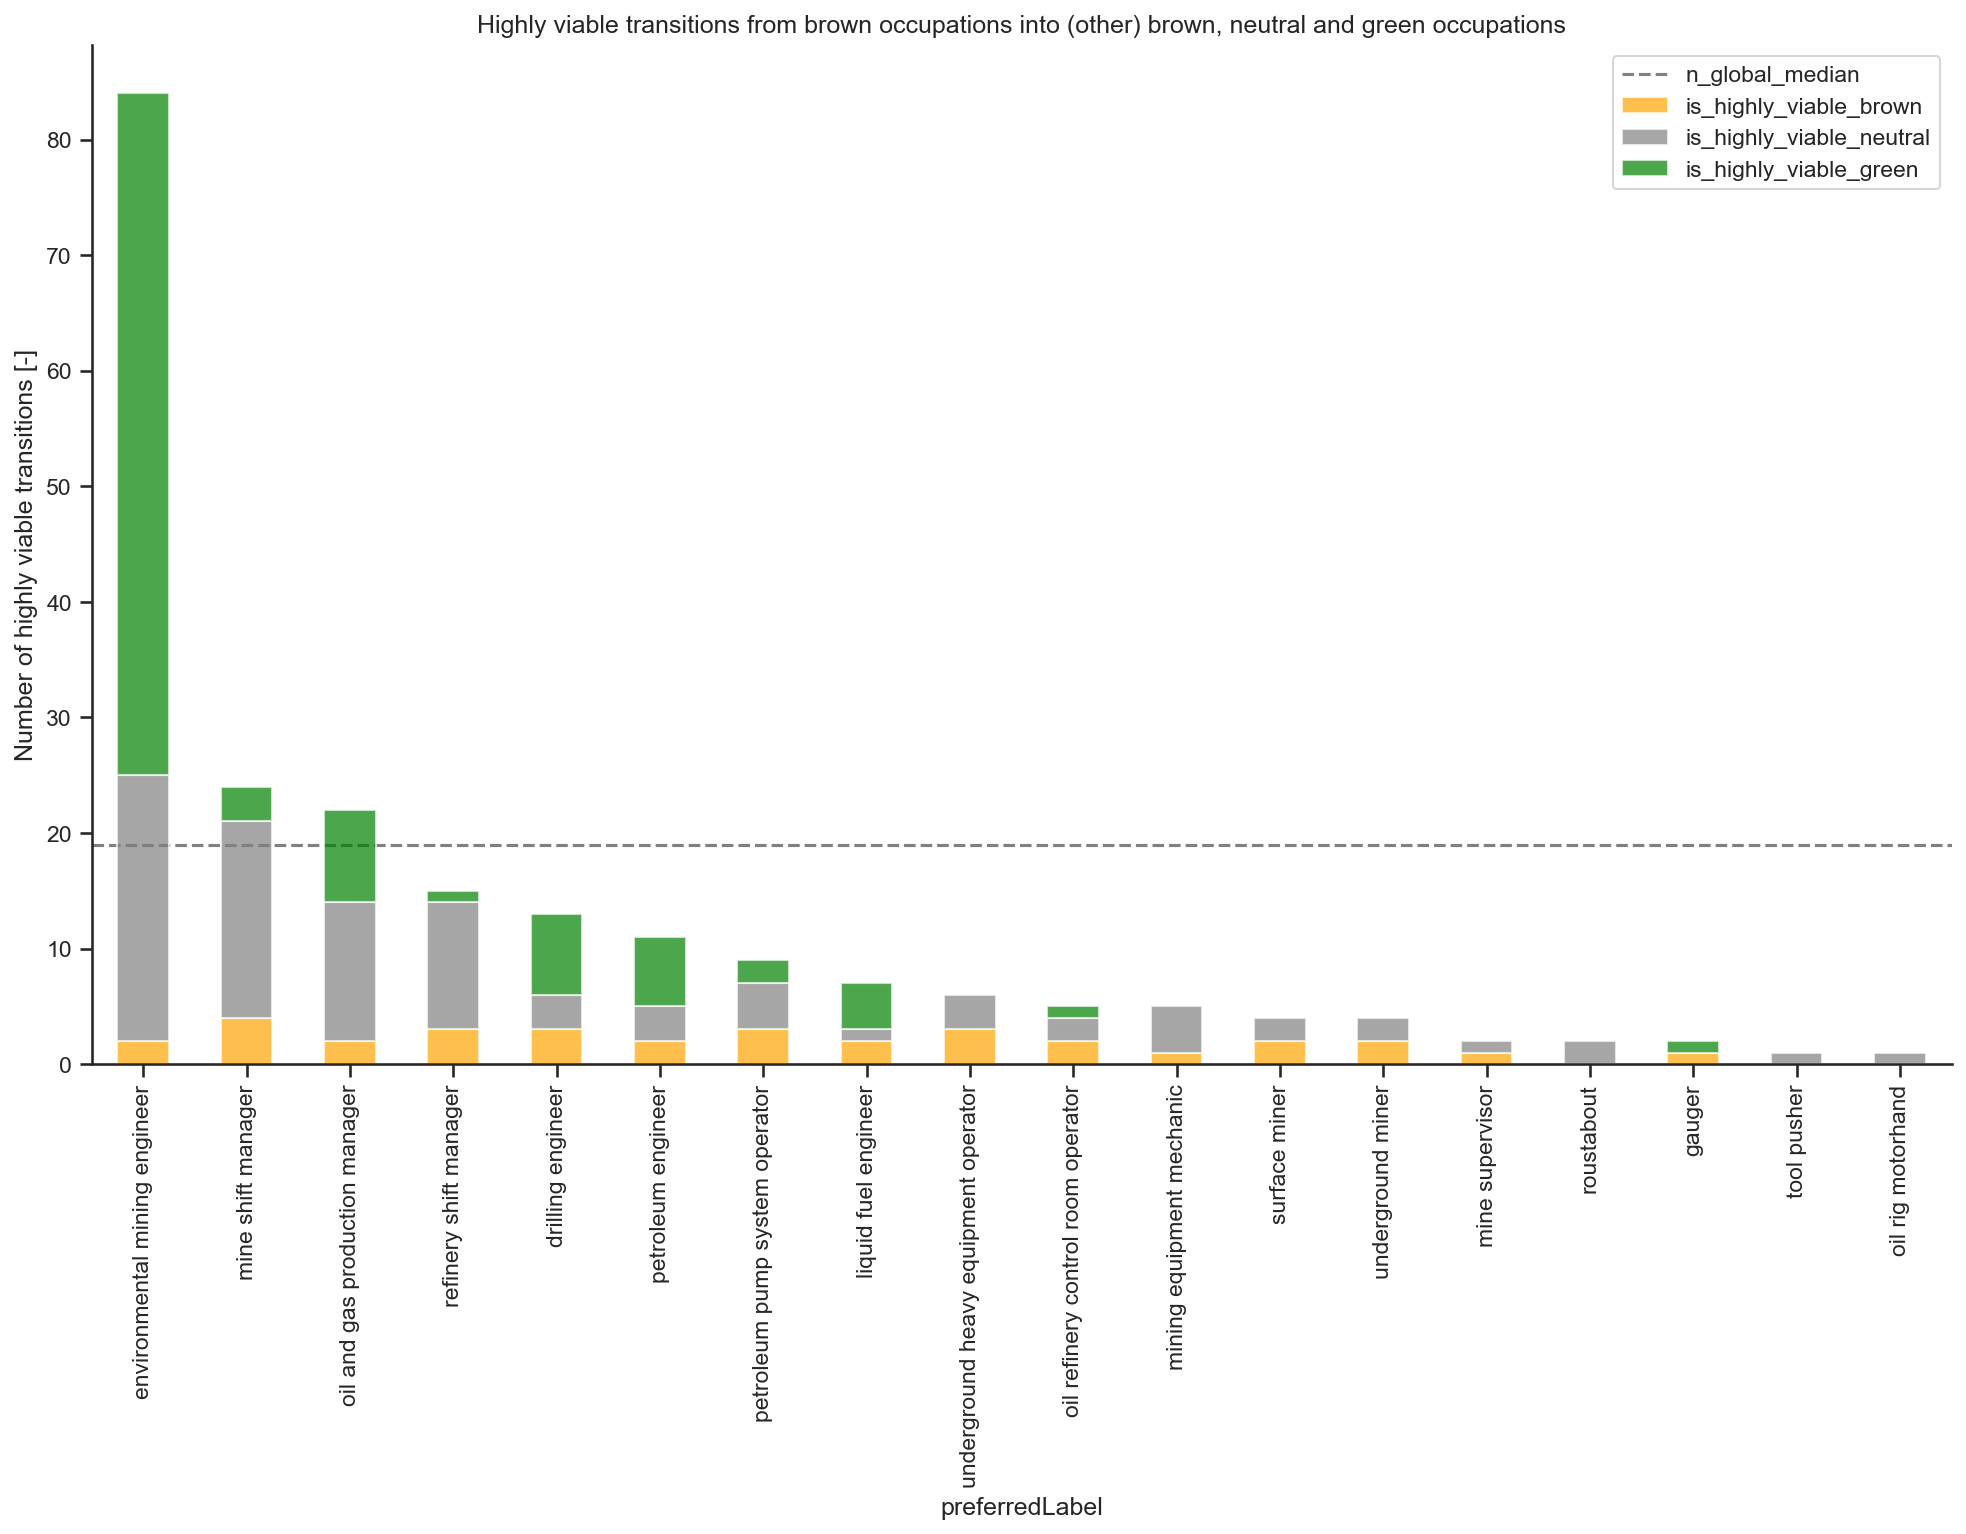 Highly viable transitions from brown occupations into (other) brown, neutral and green occupations
n_global_median
is_highly_viable_brown
is_highly_viable_neutral
is_highly_viable_green
Number of highly viable transitions [-]
80
70
60
50
40
30
20
10
0
environmental mining engineer
mine shift manager
oil and gas production manager
refinery shift manager
drilling engineer
petroleum engineer
petroleum pump system operator
liquid fuel engineer
underground heavy equipment operator
oil refinery control room operator
mining equipment mechanic
surface miner
underground miner
mine supervisor
roustabout
gauger
tool pusher
oil rig motorhand
preferredLabel